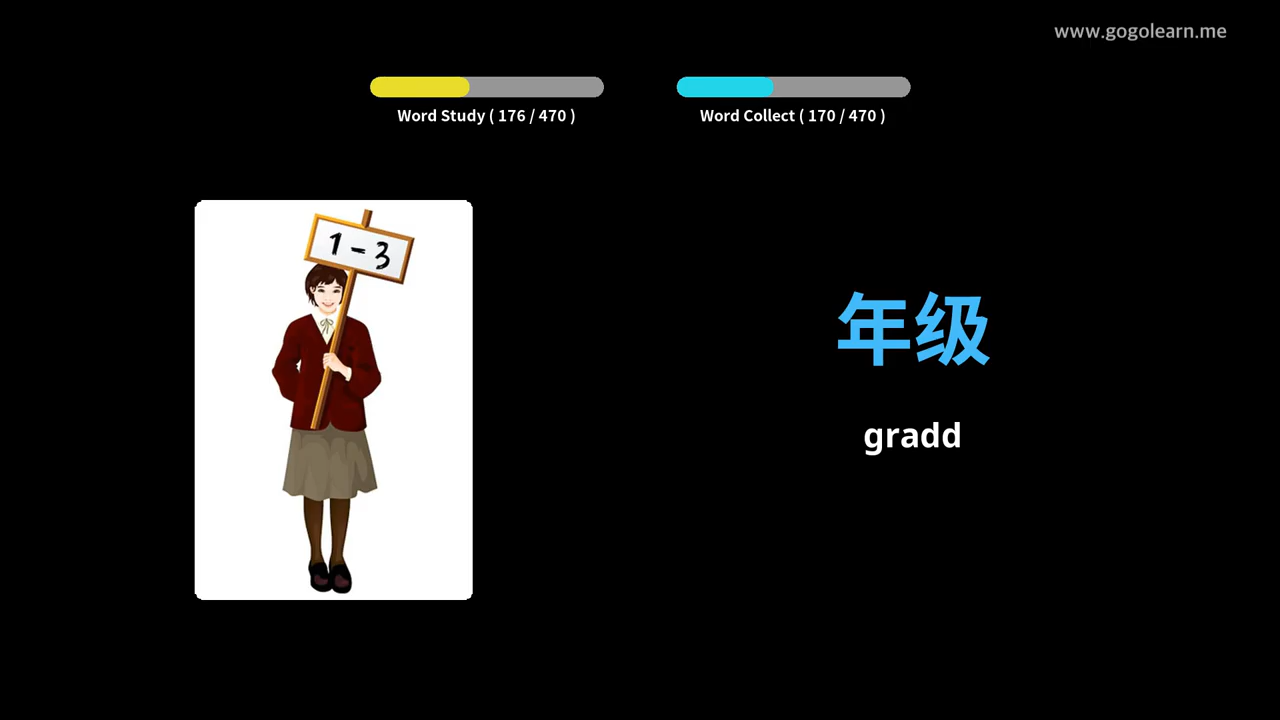 www.gogolearn.me
Word Study ( 176 / 470 )
Word Collect ( 170 / 470 )
1 - 3
年级
gradd